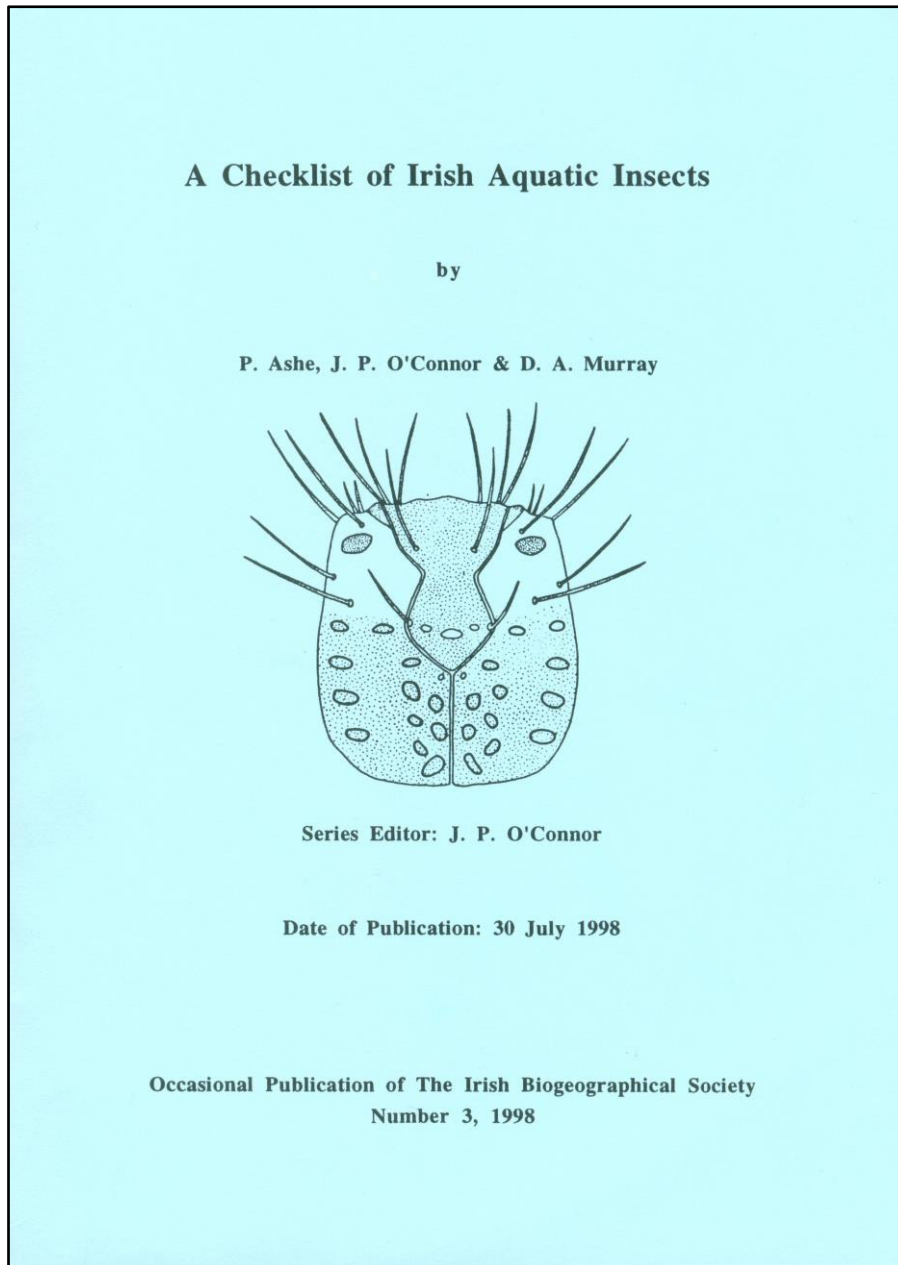 A Checklist of Irish Aquatic Insects
by
P. Ashe, J. P. O'Connor & D. A. Murray
Series Editor: J. P. O'Connor
Date of Publication: 30 July 1998
Occasional Publication of The Irish Biogeographical Society
Number 3, 1998